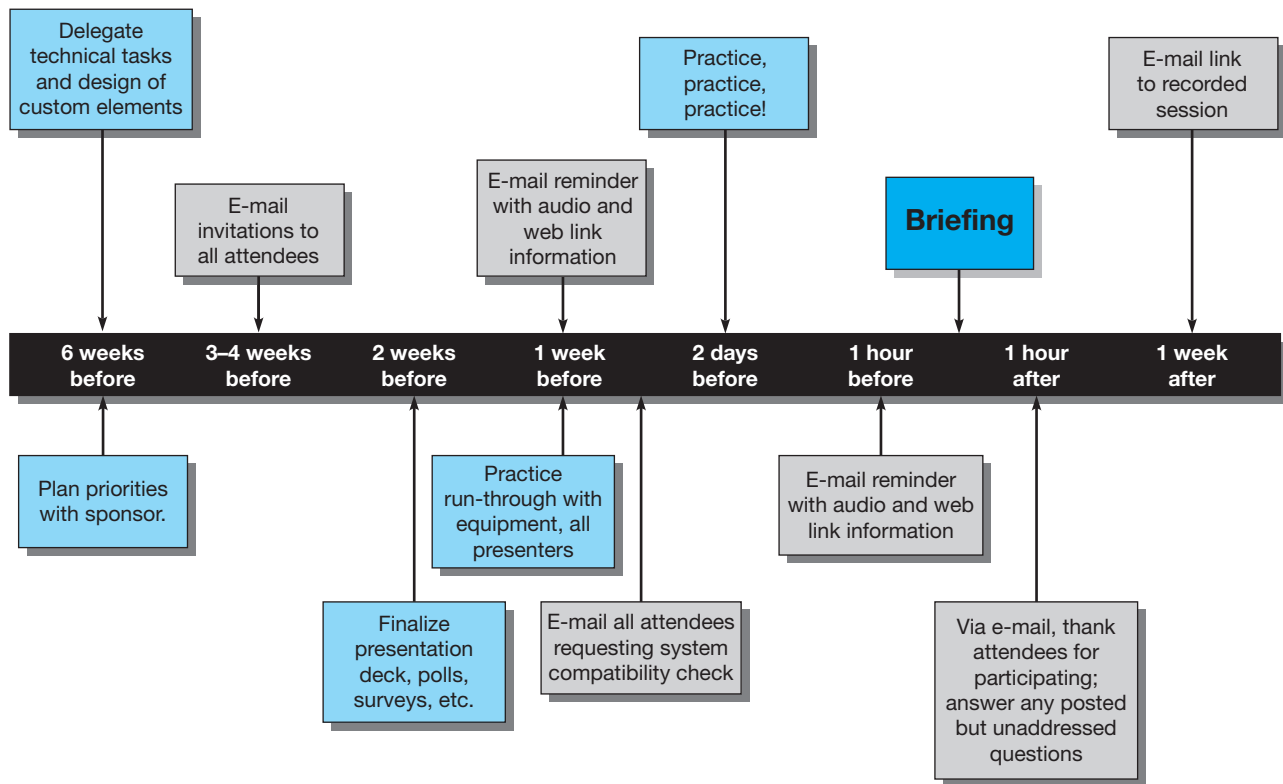 Delegate
technical tasks
and design of
custom elements
Practice,
practice,
practice!
E-mail link
to recorded
session
E-mail
invitations to
all attendees
E-mail reminder
with audio and
web link
information
Briefing
6 weeks
before
3–4 weeks
before
2 weeks
before
1 week
before
2 days
before
1 hour
before
1 hour
after
1 week
after
Plan priorities
with sponsor.
Practice
run-through with
equipment, all
presenters
E-mail reminder
with audio and web
link information
Finalize
presentation
deck, polls,
surveys, etc.
E-mail all attendees
requesting system
compatibility check
Via e-mail, thank
attendees for
participating;
answer any posted
but unaddressed
questions